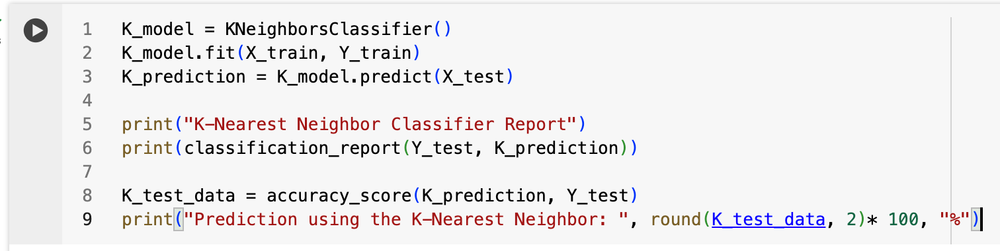 1 K_model = KNeighborsClassifier()
2 K_model.fit(X_train, Y_train)
3 K_prediction = K_model.predict(X_test)
4
5 print("K-Nearest Neighbor Classifier Report")
6 print(classification_report(Y_test, K_prediction))
7
8 K_test_data = accuracy_score(K_prediction, Y_test)
9 print("Prediction using the K-Nearest Neighbor: ", round(K_test_data, 2)* 100, "%")